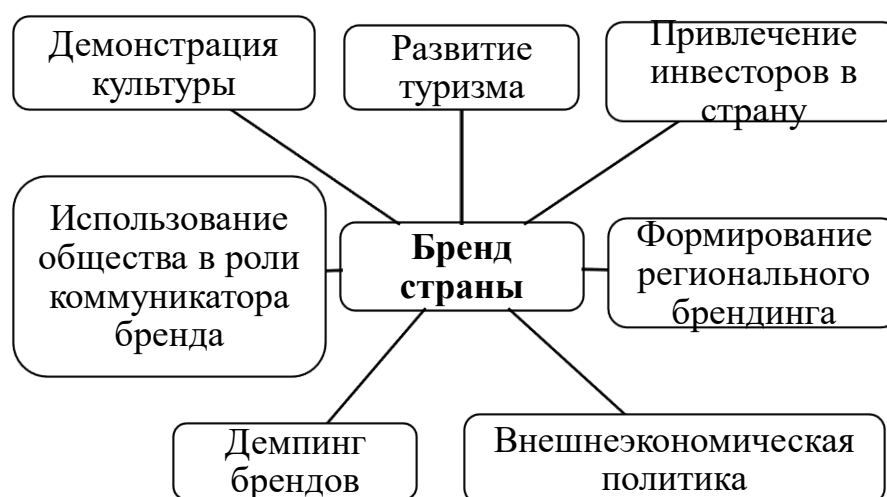 Демонстрация
культуры
Развитие
туризма
Привлечение
инвесторов в
страну
Использование
общества в роли
коммуникатора
бренда
Бренд
страны
Формирование
регионального
брендинга
Демпинг
брендов
Внешнеэкономическая
политика